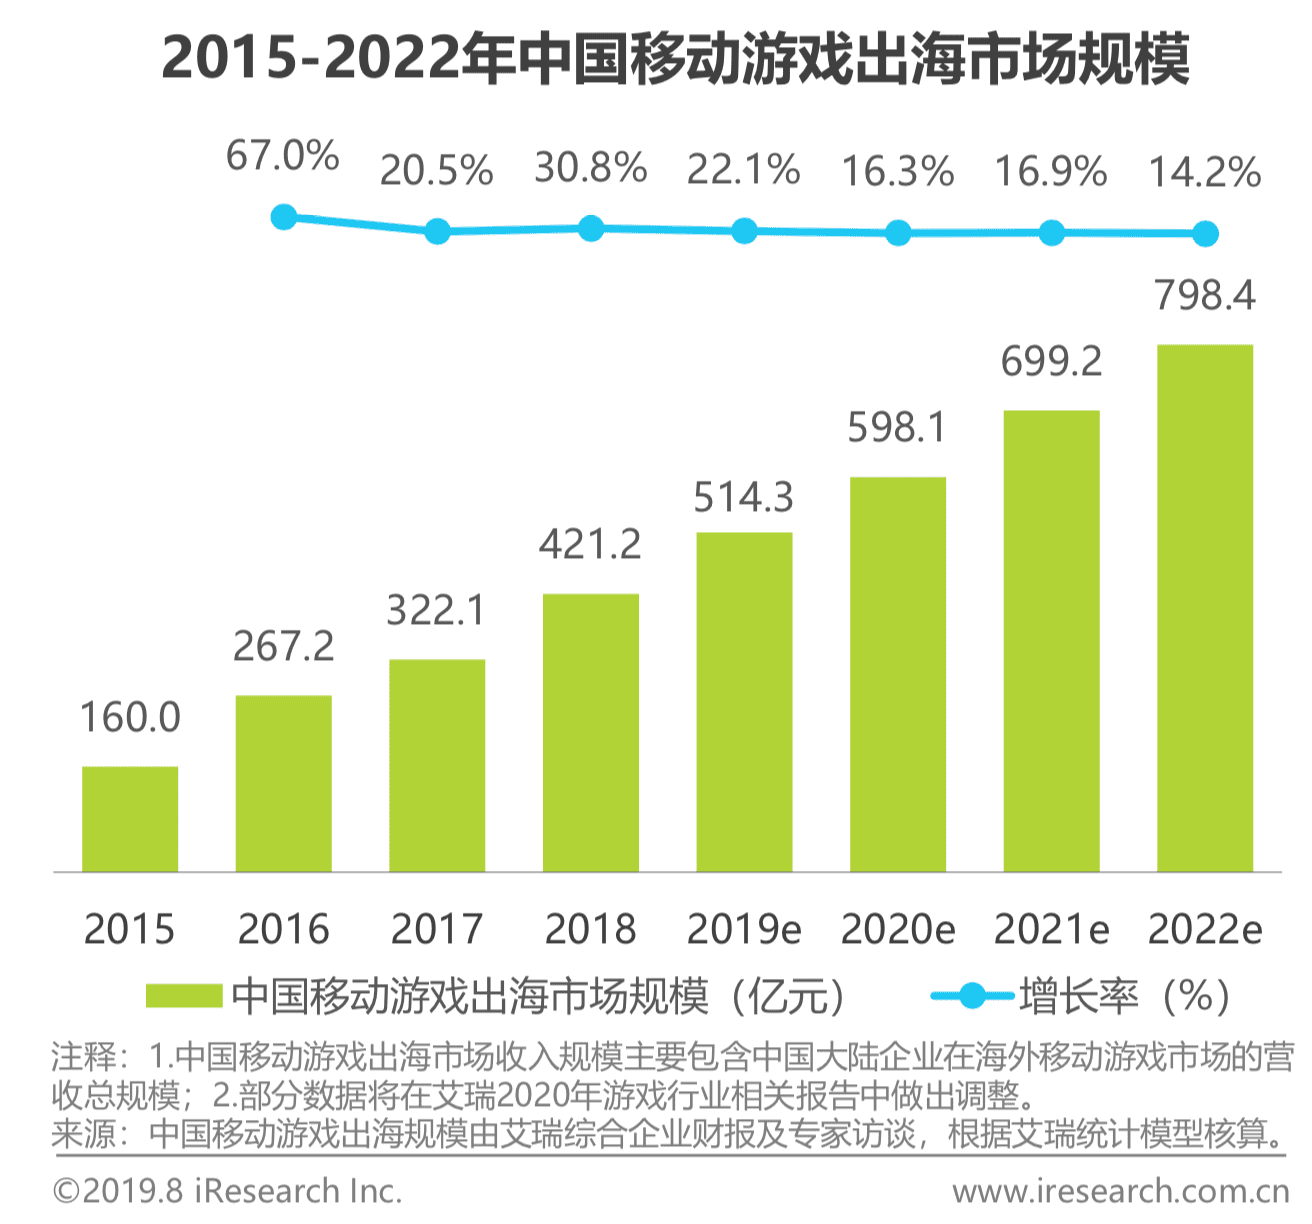 2015-2022年中国移动游戏出海市场规模
67.0% 20.5% 30.8% 22.1% 16.3% 16.9% 14.2%
160.0 267.2 322.1 421.2 514.3 598.1 699.2 798.4
2015 2016 2017 2018 2019e 2020e 2021e 2022e
中国移动游戏出海市场规模（亿元） 增长率（%）
注释：1.中国移动游戏出海市场收入规模主要包含中国大陆企业在海外移动游戏市场的营
收总规模；2.部分数据将在艾瑞2020年游戏行业相关报告中做出调整。
来源：中国移动游戏出海规模由艾瑞综合企业财报及专家访谈，根据艾瑞统计模型核算。
©2019.8 iResearch Inc. www.iresearch.com.cn